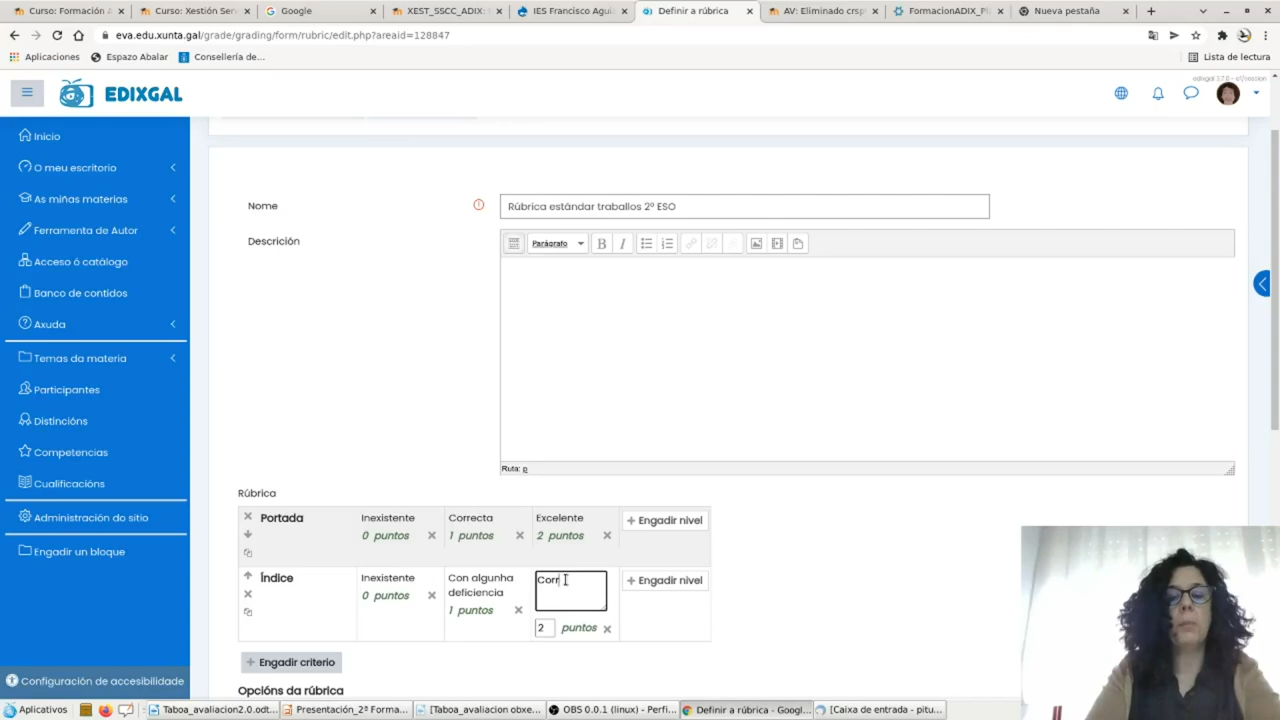 Curso: Formación A
Curso: Xestión Ser
Google
XEST_SSCC_ADIX:
IES Francisco Agui
Definir a rúbrica
AV: Eliminado crsp
FormacionADIX_Pl
Nueva pestaña
eva.edu.xunta.gal/grade/grading/form/rubric/edit.php?areaid=128847
Aplicaciones
Espazo Abalar
Consellería de...
Lista de lectura
EDIXGAL
Inicio
O meu escritorio
As miñas materias
Ferramenta de Autor
Acceso ó catálogo
Banco de contidos
Axuda
Temas da materia
Participantes
Distincións
Competencias
Cualificacións
Administración do sitio
Engadir un bloque
Configuración de accesibilidade
Nome
Rúbrica estándar traballos 2º ESO
Descrición
Parágrafo
B I
Ruta: p
Rúbrica
Portada
Inexistente
0 puntos
Correcta
1 puntos
Excelente
2 puntos
+ Engadir nivel
Índice
Inexistente
0 puntos
Con algunha
deficiencia
1 puntos
Corr
2 puntos
+ Engadir nivel
+ Engadir criterio
Opcións da rúbrica
Aplicativos
Taboa_avaliacion2.0.odt...
Presentación_2ª Forma...
[Taboa_avaliacion obxe...
OBS 0.0.1 (linux) - Perfi...
Definir a rúbrica - Googl...
[Caixa de entrada - pitu...